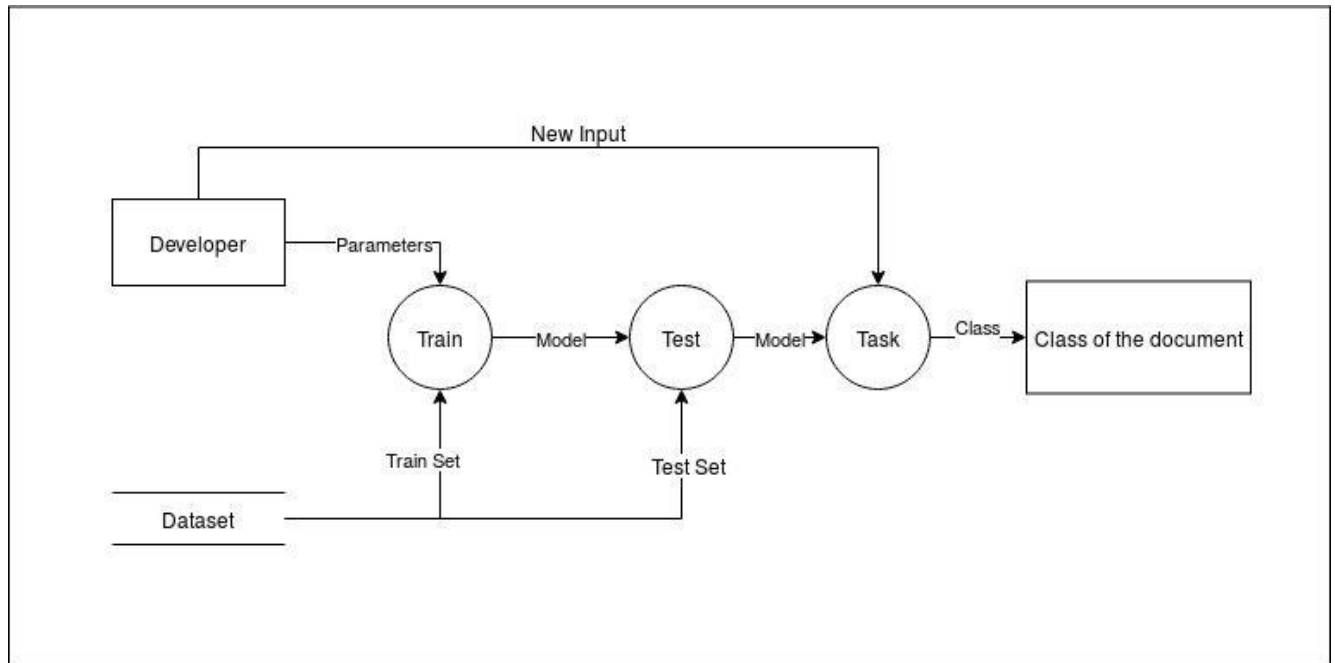 New Input
Developer
Parameters
Train
Model
Test
Model
Task
Class
Class of the document
Train Set
Test Set
Dataset